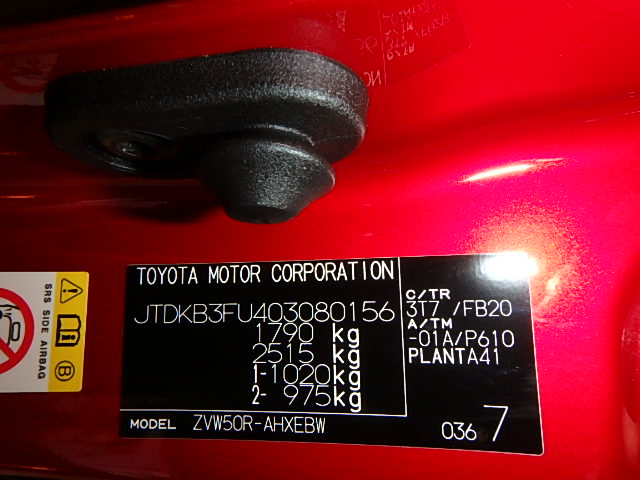 TOYOTA MOTOR CORPORATION
JTDKB3FU403080156
1790 kg
2515 kg
1-1020kg
2- 975kg
MODEL ZVW50R-AHXEBW
C/TR
3T7 /FB20
A/TM
-01A/P610
PLANTA41
036 7
SRS SIDE AIRBAG
B